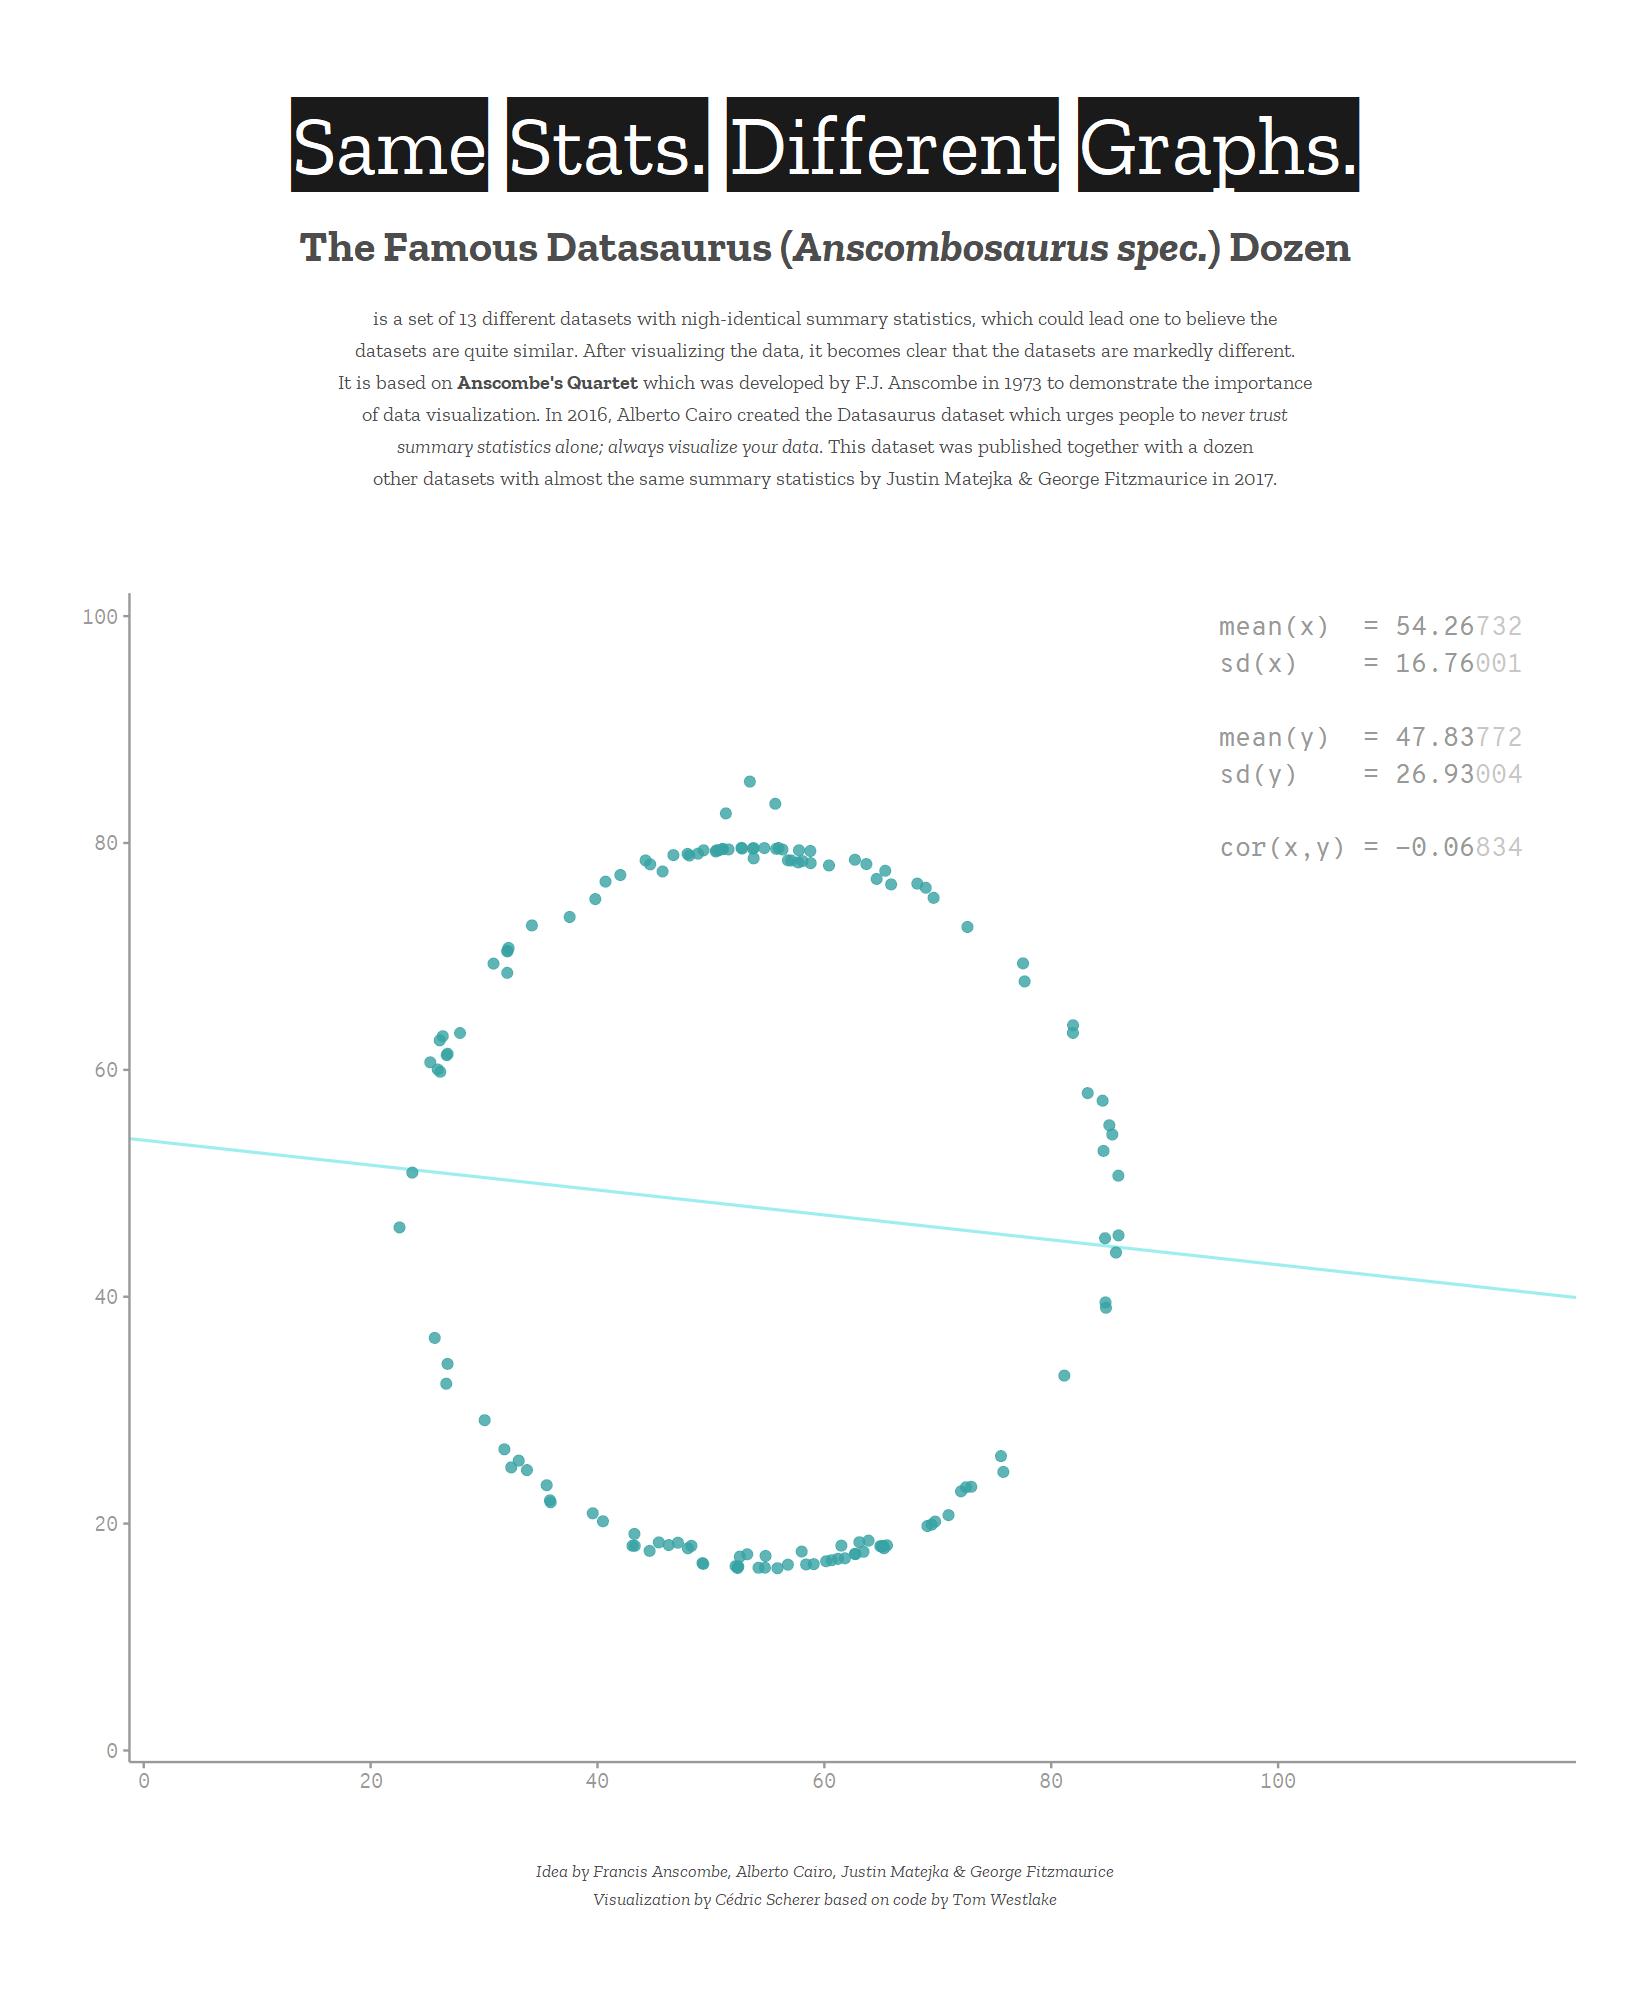 Same Stats. Different Graphs.
The Famous Datasaurus (Anscombosaurus spec.) Dozen
is a set of 13 different datasets with nigh-identical summary statistics, which could lead one to believe the
datasets are quite similar. After visualizing the data, it becomes clear that the datasets are markedly different.
It is based on Anscombe's Quartet which was developed by F.J. Anscombe in 1973 to demonstrate the importance
of data visualization. In 2016, Alberto Cairo created the Datasaurus dataset which urges people to never trust
summary statistics alone; always visualize your data. This dataset was published together with a dozen
other datasets with almost the same summary statistics by Justin Matejka & George Fitzmaurice in 2017.
mean(x) = 54.26732
sd(x) = 16.76001
mean(y) = 47.83772
sd(y) = 26.93004
cor(x,y) = −0.06834
100
80
60
40
20
0
0 20 40 60 80 100
Idea by Francis Anscombe, Alberto Cairo, Justin Matejka & George Fitzmaurice
Visualization by Cédric Scherer based on code by Tom Westlake